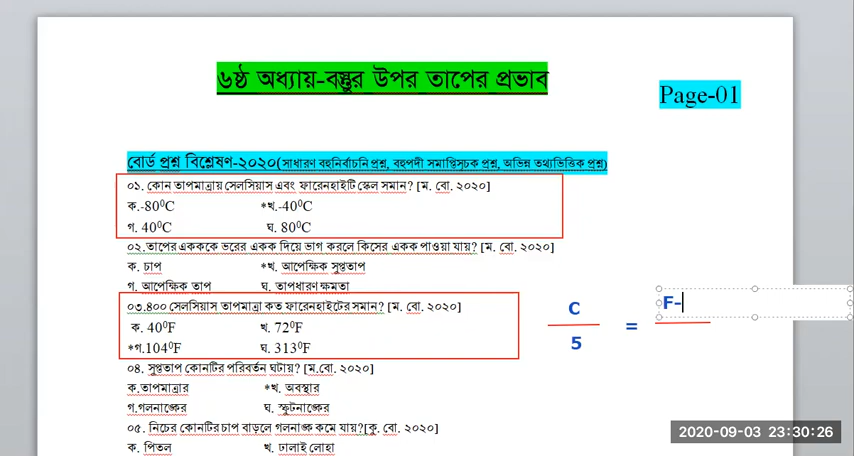 ৬ষ্ঠ অধ্যায়-বস্তুর উপর তাপের প্রভাব
Page-01
বোর্ড প্রশ্ন বিশ্লেষণ-২০২০(সাধারণ বহুনির্বাচনি প্রশ্ন, বহুপদী সমাপ্তিসূচক প্রশ্ন, অভিন্ন তথ্যভিত্তিক প্রশ্ন)
০১. কোন তাপমাত্রায় সেলসিয়াস এবং ফারেনহাইট স্কেল সমান? [ম. বো. ২০২০]
ক.-80⁰C *খ.-40⁰C
গ. 40⁰C ঘ. 80⁰C
০২.তাপের একককে ভরের একক দিয়ে ভাগ করলে কিসের একক পাওয়া যায়? [ম. বো. ২০২০]
ক. চাপ *খ. আপেক্ষিক সুপ্ততাপ
গ. আপেক্ষিক তাপ ঘ. তাপধারণ ক্ষমতা
০৩.৪০০ সেলসিয়াস তাপমাত্রা কত ফারেনহাইটের সমান? [ম. বো. ২০২০]
ক. 40⁰F খ. 72⁰F
*গ.104⁰F ঘ. 313⁰F
C
5
=
F-
০৪. সুপ্ততাপ কোনটির পরিবর্তন ঘটায়? [ম.বো. ২০২০]
ক.তাপমাত্রার *খ. অবস্থার
গ.গলনাঙ্কের ঘ. স্ফুটনাঙ্কের
০৫. নিচের কোনটির চাপ বাড়লে গলনাঙ্ক কমে যায়?[কু. বো. ২০২০]
ক. পিতল খ. ঢালাই লোহা
2020-09-03 23:30:26